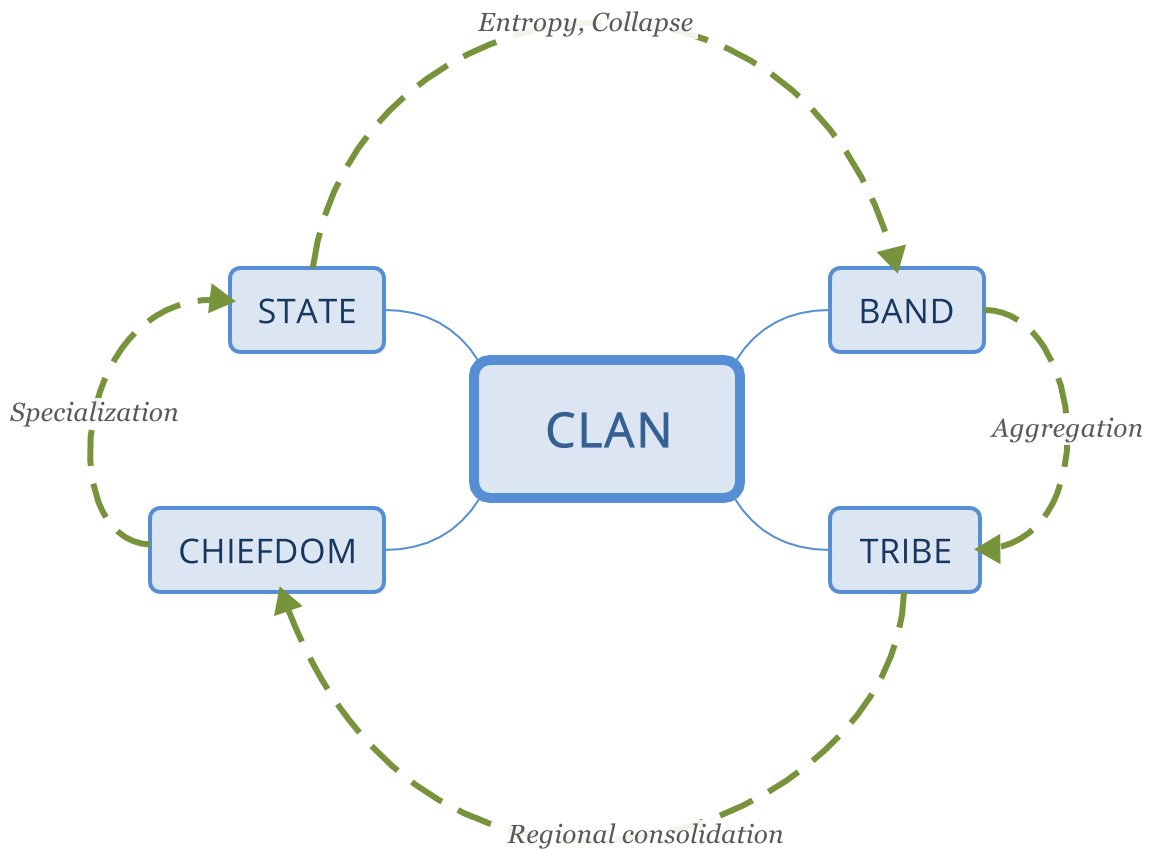 Entropy, Collapse
STATE
BAND
Specialization
CLAN
Aggregation
CHIEFDOM
TRIBE
Regional consolidation